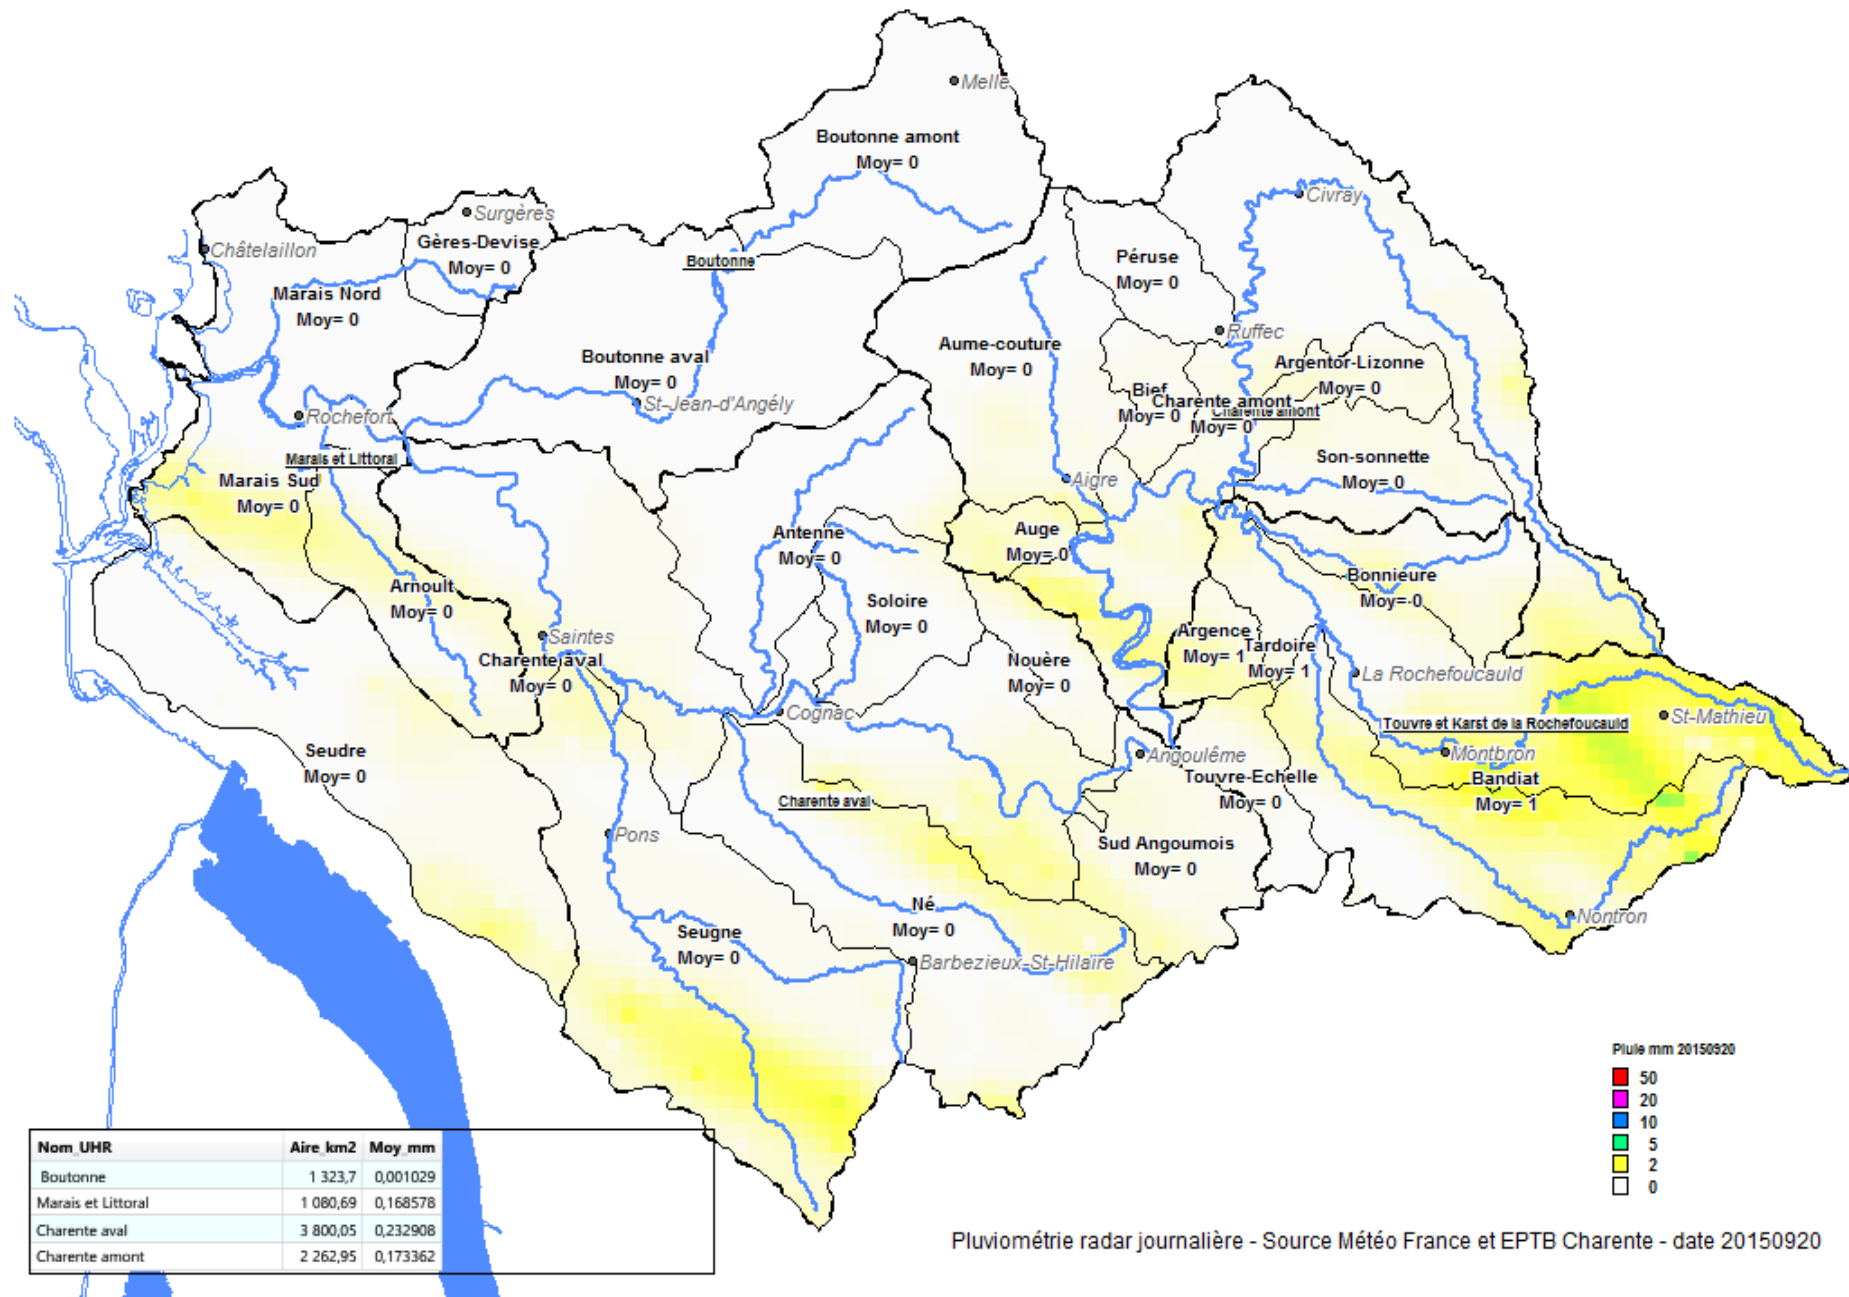 Melle
Boutonne amont
Moy= 0
Civray
Surgères
Châtelaillon
Gères-Devise
Moy= 0
Boutonne
Péruse
Moy= 0
Marais Nord
Moy= 0
Ruffec
Aume-couture
Moy= 0
Boutonne aval
Moy= 0
Argentor-Lizonne
Moy= 0
Bief
Moy= 0
Charente amont
Moy= 0
Charente amont
St-Jean-d'Angély
Rochefort
Marais et Littoral
Son-sonnette
Moy= 0
Marais Sud
Moy= 0
Aigre
Antenne
Moy= 0
Auge
Moy= 0
Arnoult
Moy= 0
Bonnieure
Moy= 0
Soloire
Moy= 0
Saintes
Argence
Moy= 1
Tardoire
Moy= 1
Charente aval
Moy= 0
Nouère
Moy= 0
La Rochefoucauld
Cognac
St-Mathieu
Touvre et Karst de la Rochefoucauld
Seudre
Moy= 0
Angoulême
Montbron
Touvre-Echelle
Moy= 0
Bandiat
Moy= 1
Charente aval
Pons
Sud Angoumois
Moy= 0
Né
Moy= 0
Nontron
Seugne
Moy= 0
Barbezieux-St-Hilaire
Pluie mm 20150920
50
20
10
5
2
0
Nom_UHR Aire_km2 Moy_mm
Boutonne 1 323,7 0,001029
Marais et Littoral 1 080,69 0,168578
Charente aval 3 800,05 0,232908
Charente amont 2 262,95 0,173362
Pluviométrie radar journalière - Source Météo France et EPTB Charente - date 20150920